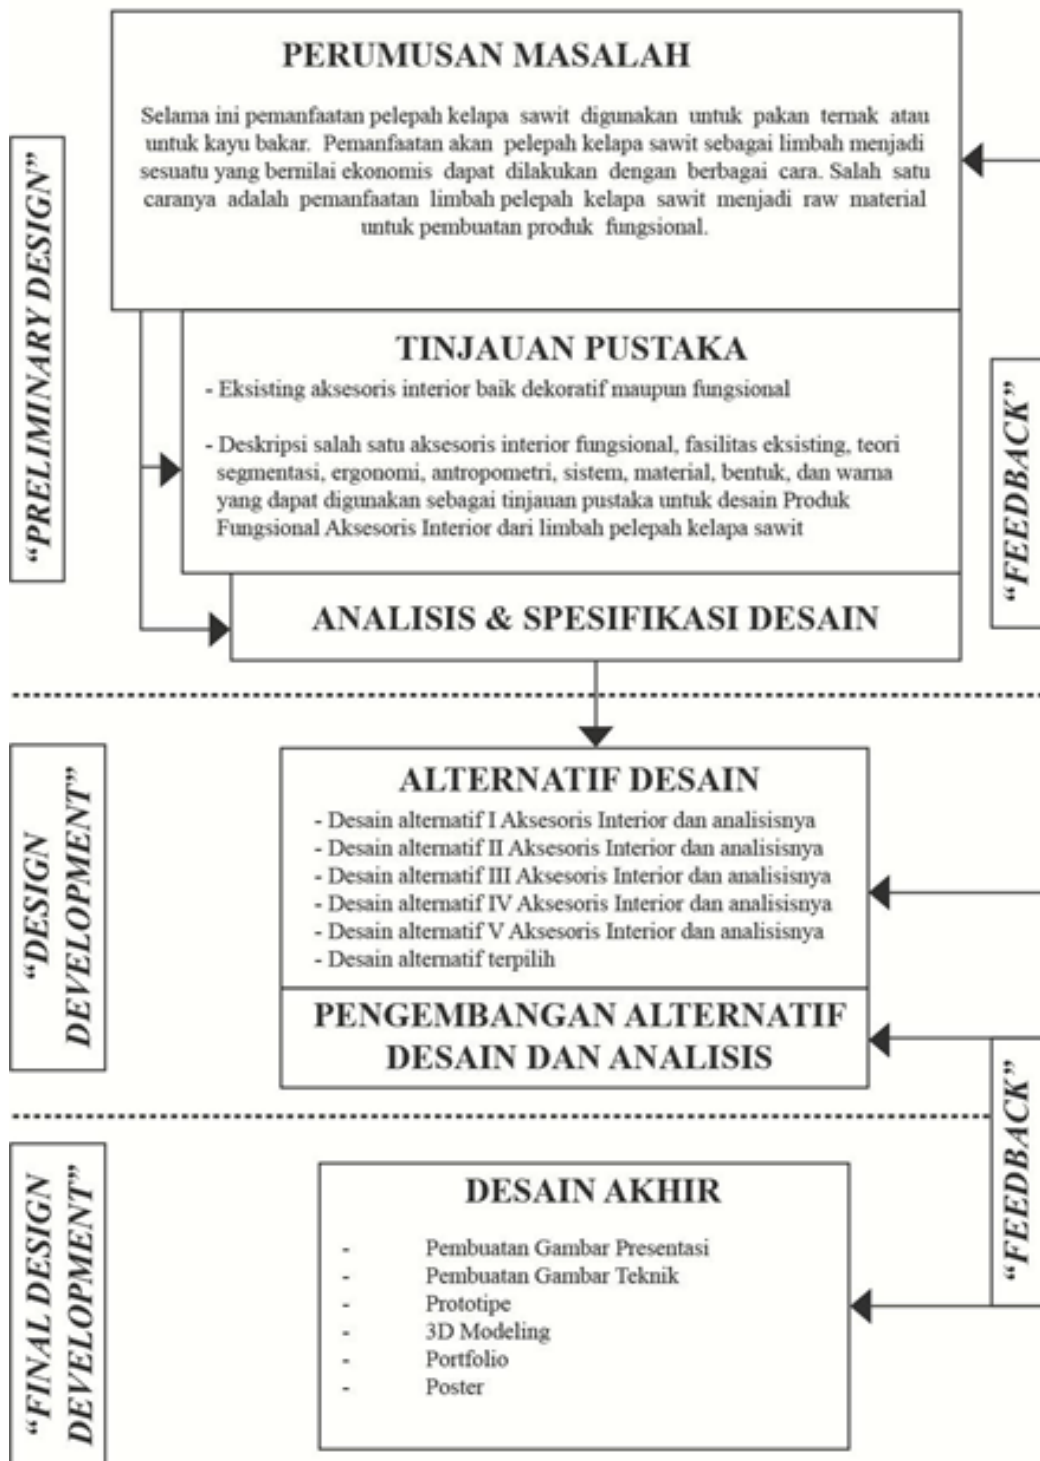 PERUMUSAN MASALAH
Selama ini pemanfaatan pelepah kelapa sawit digunakan untuk pakan ternak atau
untuk kayu bakar. Pemanfaatan akan pelepah kelapa sawit sebagai limbah menjadi
sesuatu yang bernilai ekonomis dapat dilakukan dengan berbagai cara. Salah satu
caranya adalah pemanfaatan limbah pelepah kelapa sawit menjadi raw material
untuk pembuatan produk fungsional.
“PRELIMINARY DESIGN”
TINJAUAN PUSTAKA
- Eksisting aksesoris interior baik dekoratif maupun fungsional
- Deskripsi salah satu aksesoris interior fungsional, fasilitas eksisting, teori
segmentasi, ergonomi, antropometri, sistem, material, bentuk, dan warna
yang dapat digunakan sebagai tinjauan pustaka untuk desain Produk
Fungsional Aksesoris Interior dari limbah pelepah kelapa sawit
“FEEDBACK”
ANALISIS & SPESIFIKASI DESAIN
“DESIGN
DEVELOPMENT”
ALTERNATIF DESAIN
- Desain alternatif I Aksesoris Interior dan analisisnya
- Desain alternatif II Aksesoris Interior dan analisisnya
- Desain alternatif III Aksesoris Interior dan analisisnya
- Desain alternatif IV Aksesoris Interior dan analisisnya
- Desain alternatif V Aksesoris Interior dan analisisnya
- Desain alternatif terpilih
PENGEMBANGAN ALTERNATIF
DESAIN DAN ANALISIS
“FEEDBACK”
“FINAL DESIGN
DEVELOPMENT”
DESAIN AKHIR
- Pembuatan Gambar Presentasi
- Pembuatan Gambar Teknik
- Prototipe
- 3D Modeling
- Portfolio
- Poster